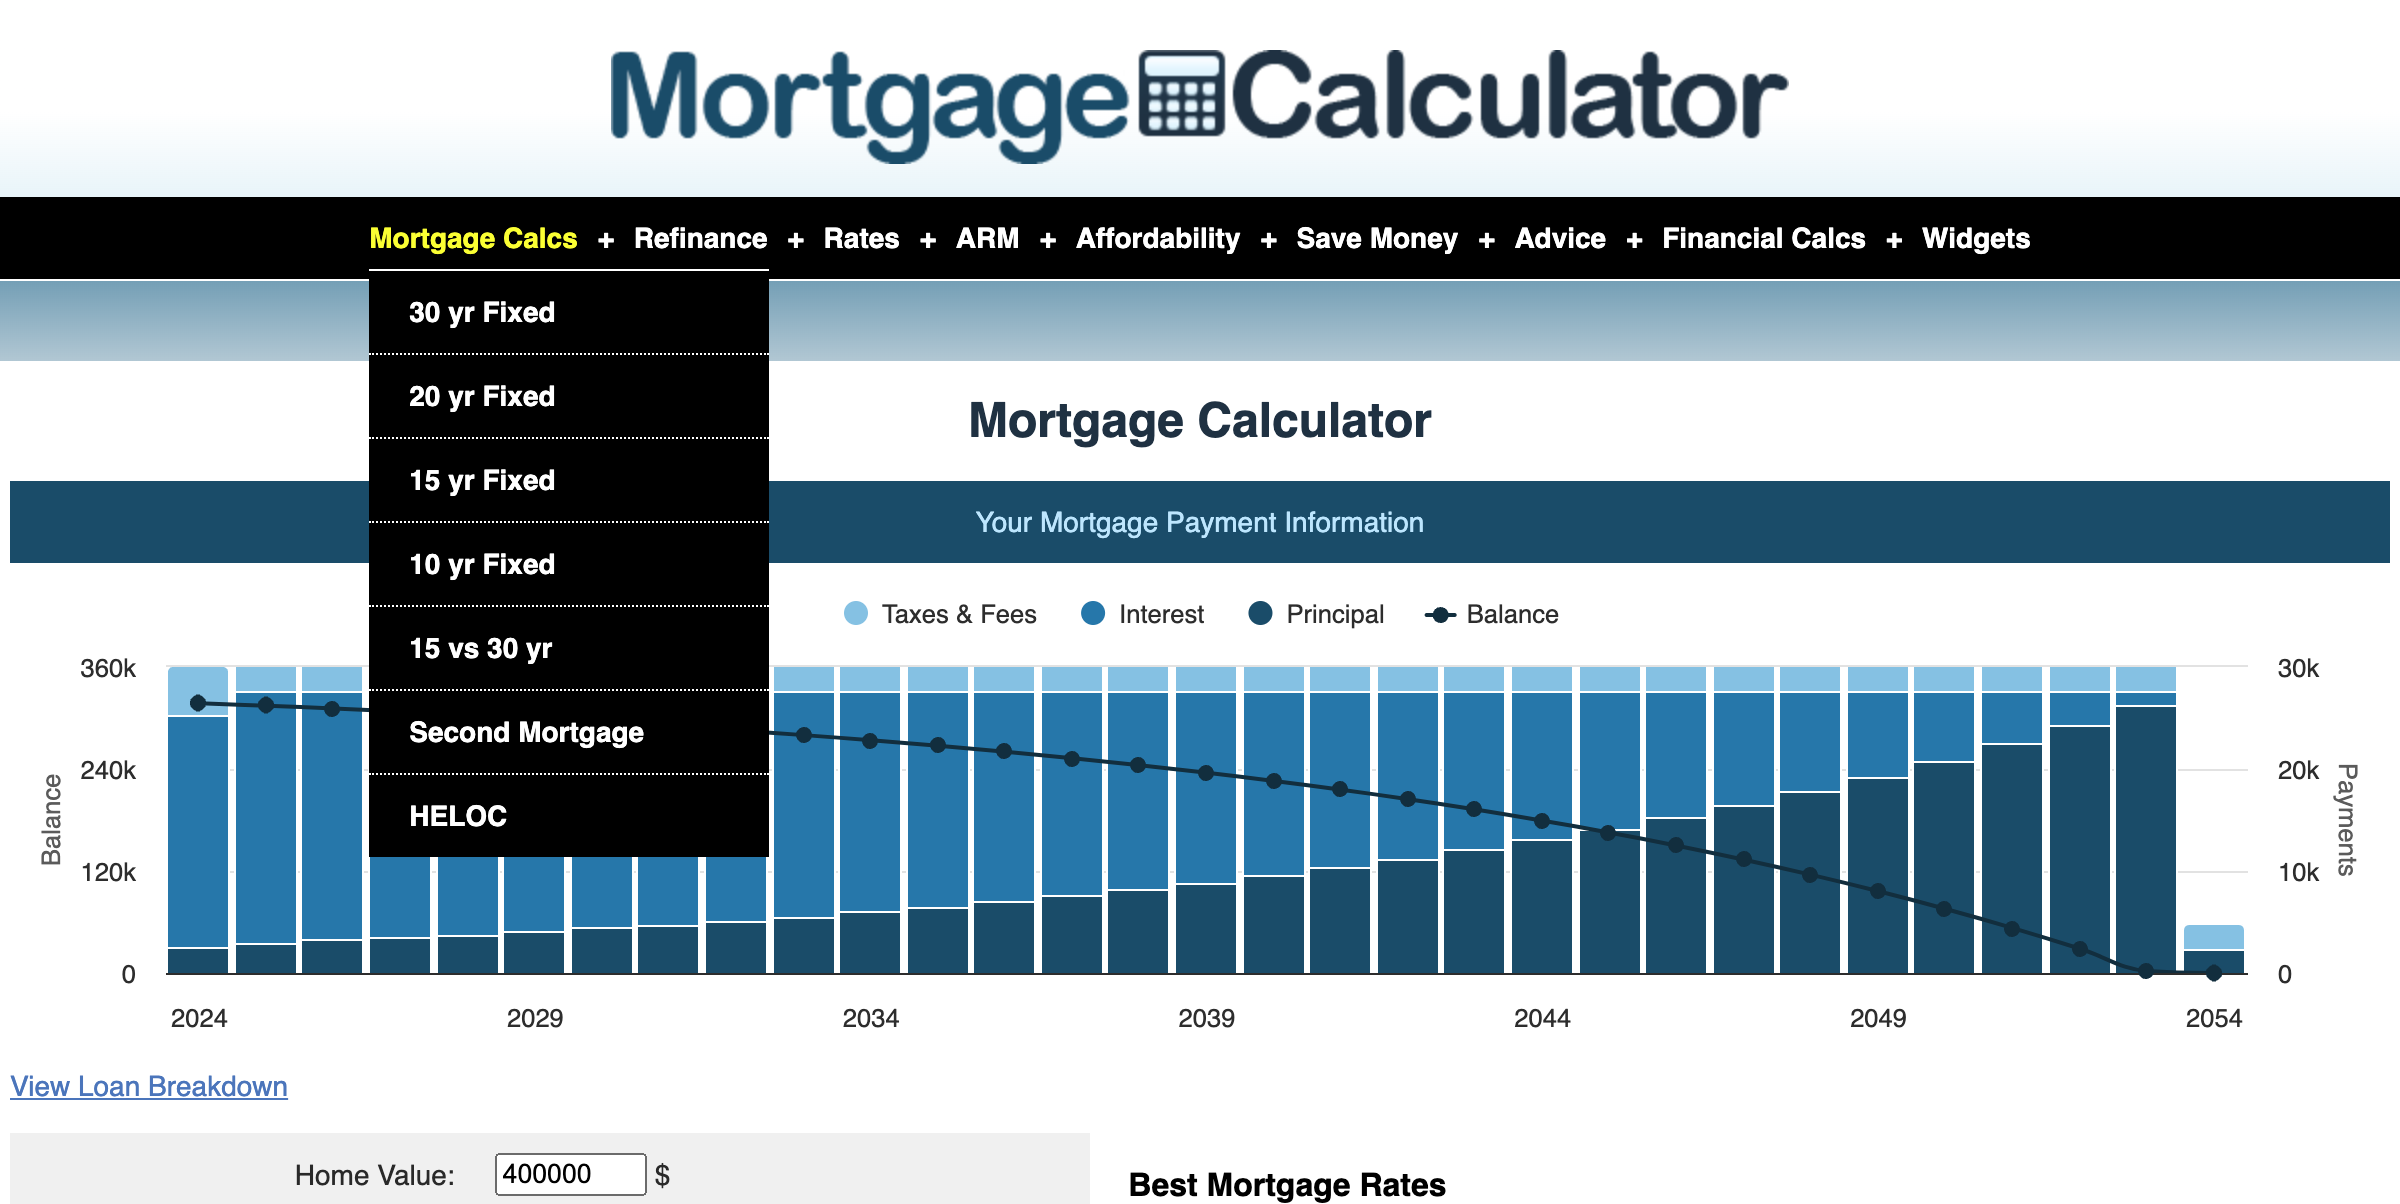 Mortgage Calculator
Mortgage Calcs + Refinance + Rates + ARM + Affordability + Save Money + Advice + Financial Calcs + Widgets
30 yr Fixed
20 yr Fixed
15 yr Fixed
10 yr Fixed
15 vs 30 yr
Second Mortgage
HELOC
Mortgage Calculator
Your Mortgage Payment Information
Taxes & Fees Interest Principal Balance
360k
240k
120k
0
Balance
30k
20k
10k
0
Payments
2024 2029 2034 2039 2044 2049 2054
View Loan Breakdown
Home Value: 400000 $
Best Mortgage Rates